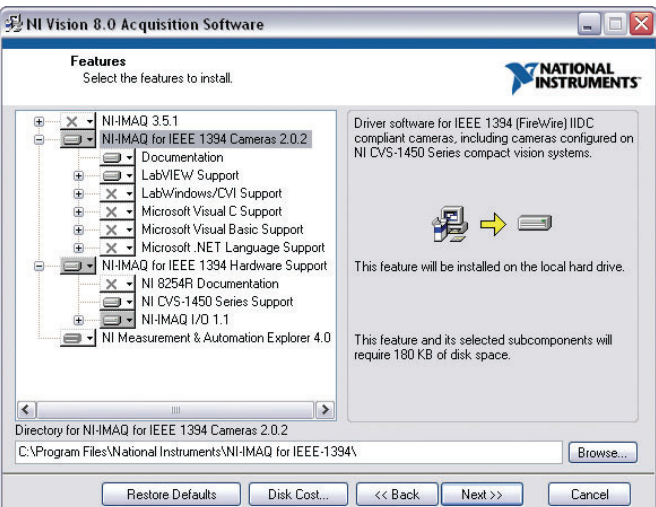 NI Vision 8.0 Acquisition Software
Features
Select the features to install.
NATIONAL
INSTRUMENTS
NI-IMAQ 3.5.1
NI-IMAQ for IEEE 1394 Cameras 2.0.2
Documentation
LabVIEW Support
LabWindows/CVI Support
Microsoft Visual C Support
Microsoft Visual Basic Support
Microsoft .NET Language Support
NI-IMAQ for IEEE 1394 Hardware Support
NI 8254R Documentation
NI CVS-1450 Series Support
NI-IMAQ I/O 1.1
NI Measurement & Automation Explorer 4.0
Driver software for IEEE 1394 (FireWire) IIDC
compliant cameras, including cameras configured on
NI CVS-1450 Series compact vision systems.
This feature will be installed on the local hard drive.
This feature and its selected subcomponents will
require 180 KB of disk space.
Directory for NI-IMAQ for IEEE 1394 Cameras 2.0.2
C:\Program Files\National Instruments\NI-IMAQ for IEEE-1394\
Browse...
Restore Defaults
Disk Cost...
<< Back
Next >>
Cancel